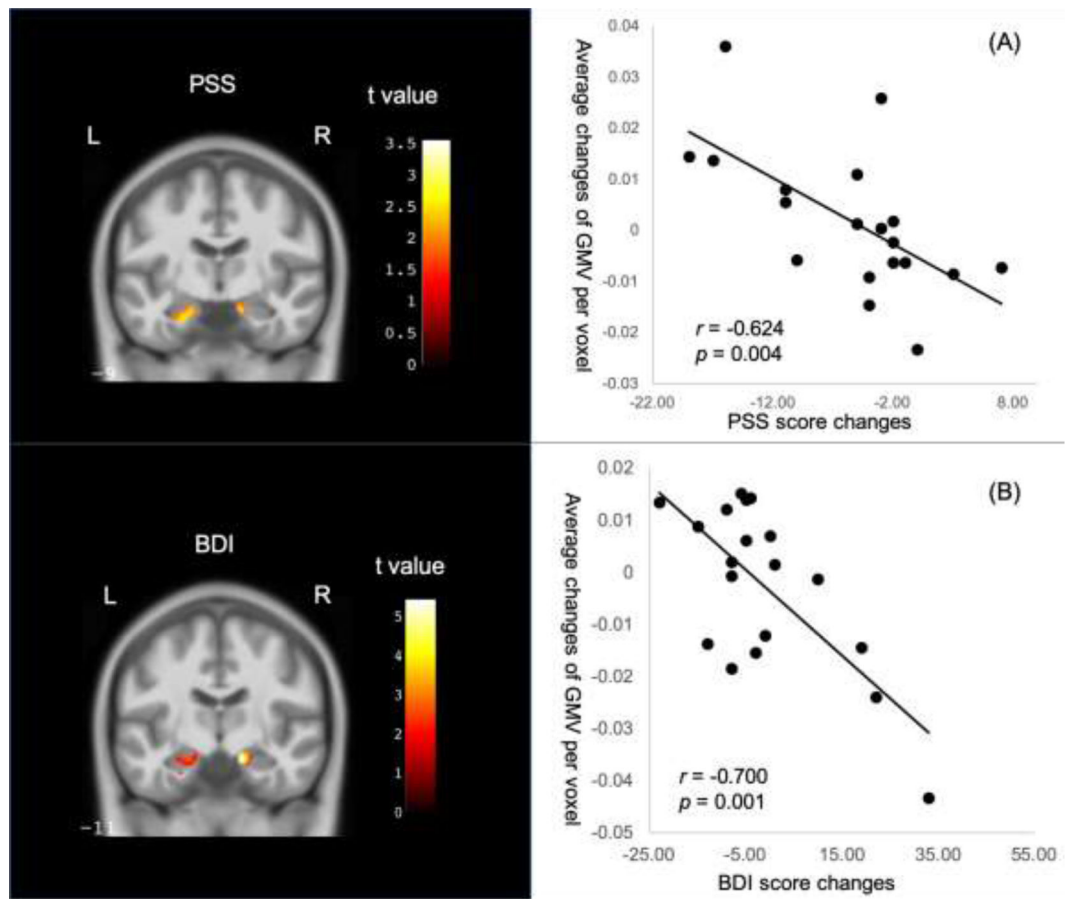 PSS
t value
L
R
3.5
3
2.5
2
1.5
1
0.5
0
-9
(A)
Average changes of GMV per voxel
0.04
0.03
0.02
0.01
0
-0.01
-0.02
-0.03
r = -0.624
p = 0.004
-22.00 -12.00 -2.00 8.00
PSS score changes
BDI
t value
L
R
5
4
3
2
1
0
-11
(B)
Average changes of GMV per voxel
0.02
0.01
0
-0.01
-0.02
-0.03
-0.04
-0.05
r = -0.700
p = 0.001
-25.00 -5.00 15.00 35.00 55.00
BDI score changes